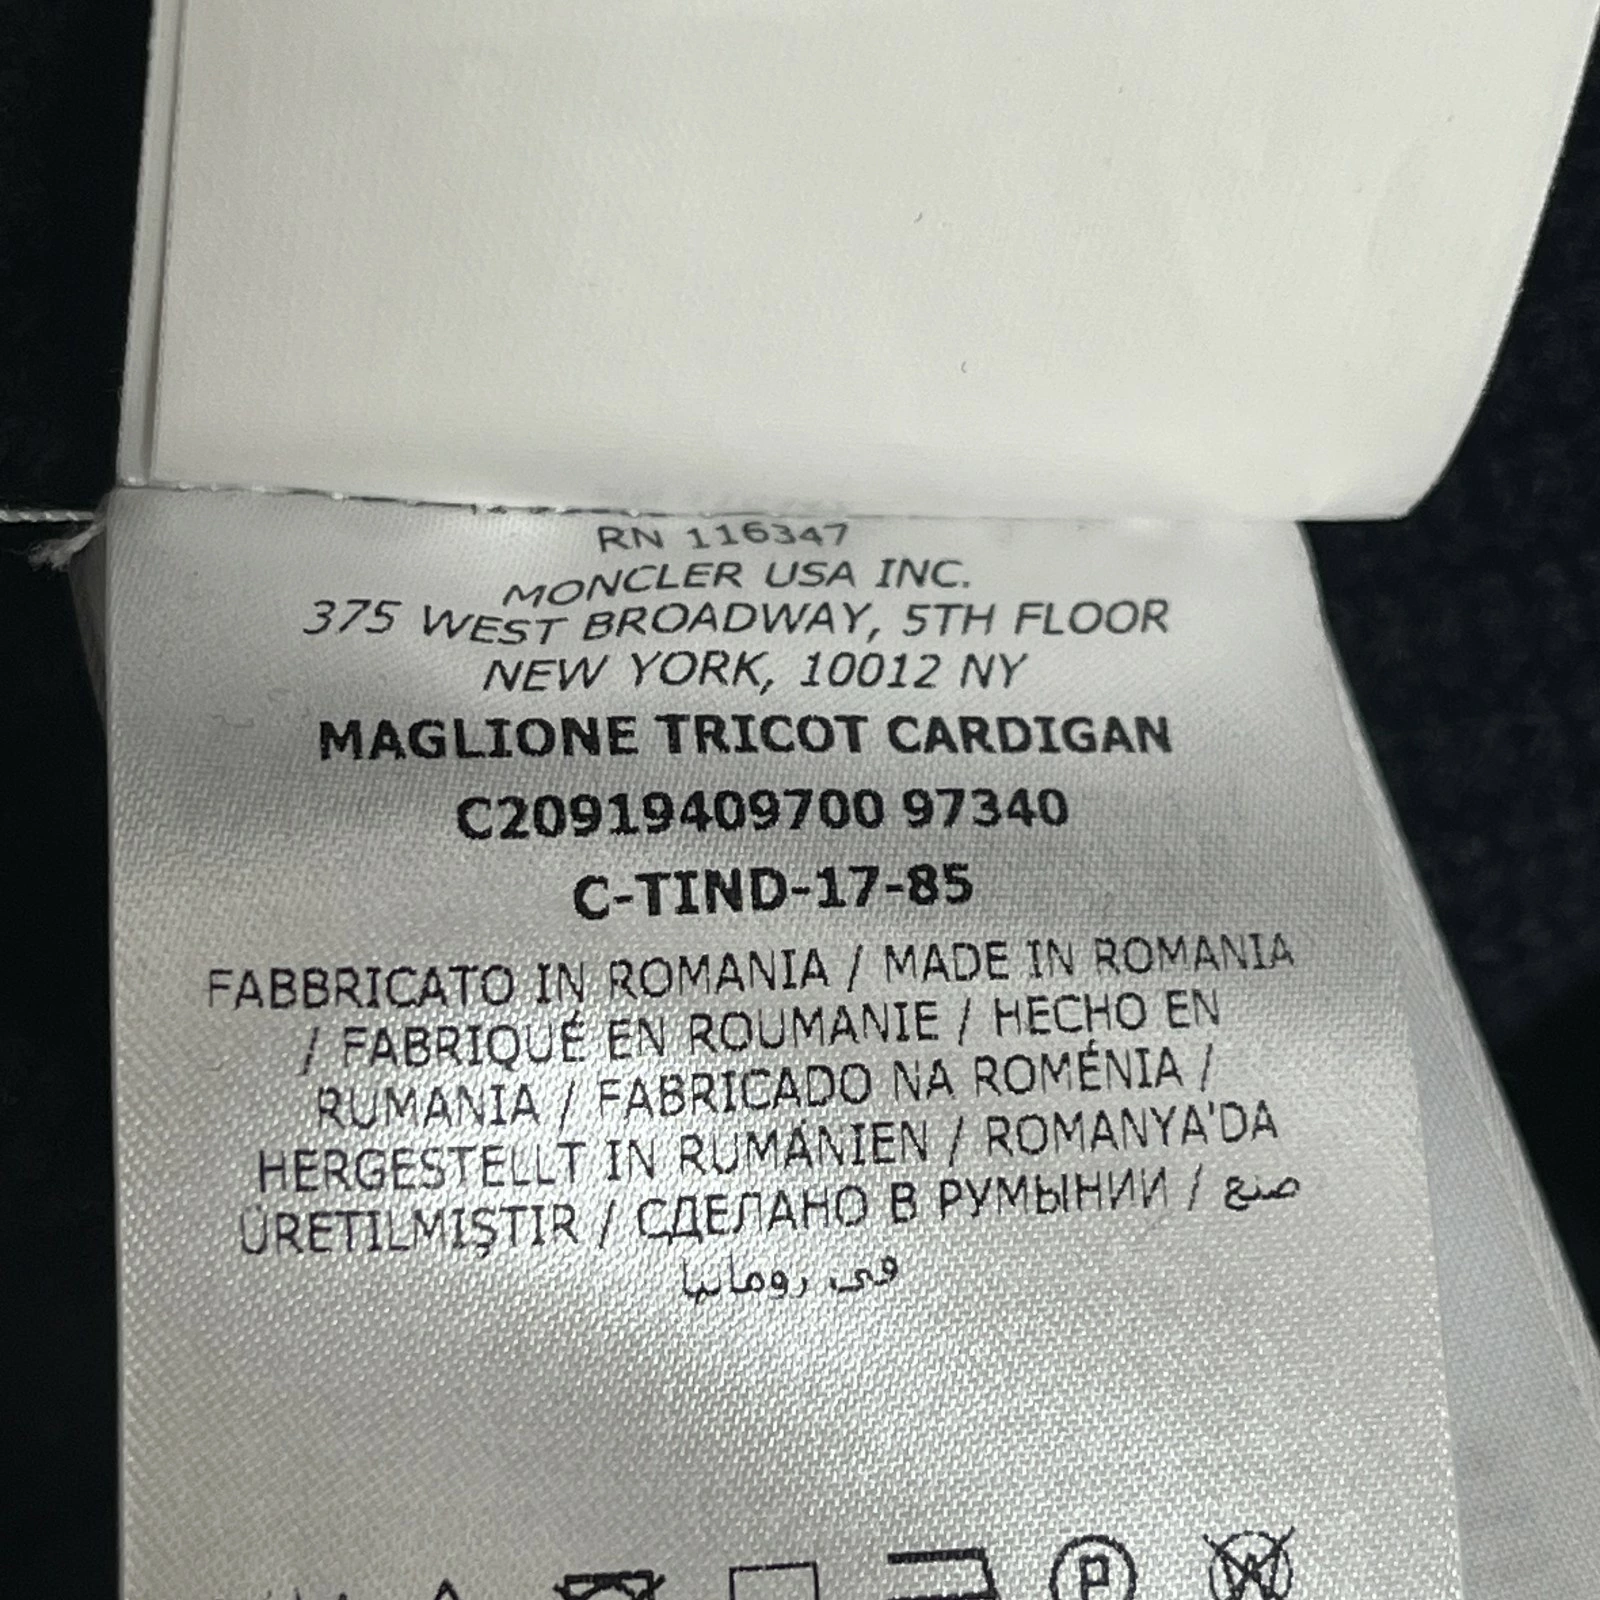 RN 116347
MONCLER USA INC.
375 WEST BROADWAY, 5TH FLOOR
NEW YORK, 10012 NY
MAGLIONE TRICOT CARDIGAN
C20919409700 97340
C-TIND-17-85
FABBRICATO IN ROMANIA / MADE IN ROMANIA
/ FABRIQUÉ EN ROUMANIE / HECHO EN
RUMANIA / FABRICADO NA ROMÉNIA /
HERGESTELLT IN RUMÄNIEN / ROMANYA'DA
ÜRETILMIŞTIR / СДЕЛАНО В РУМЫНИИ / صنع
فى رومانيا
P
W